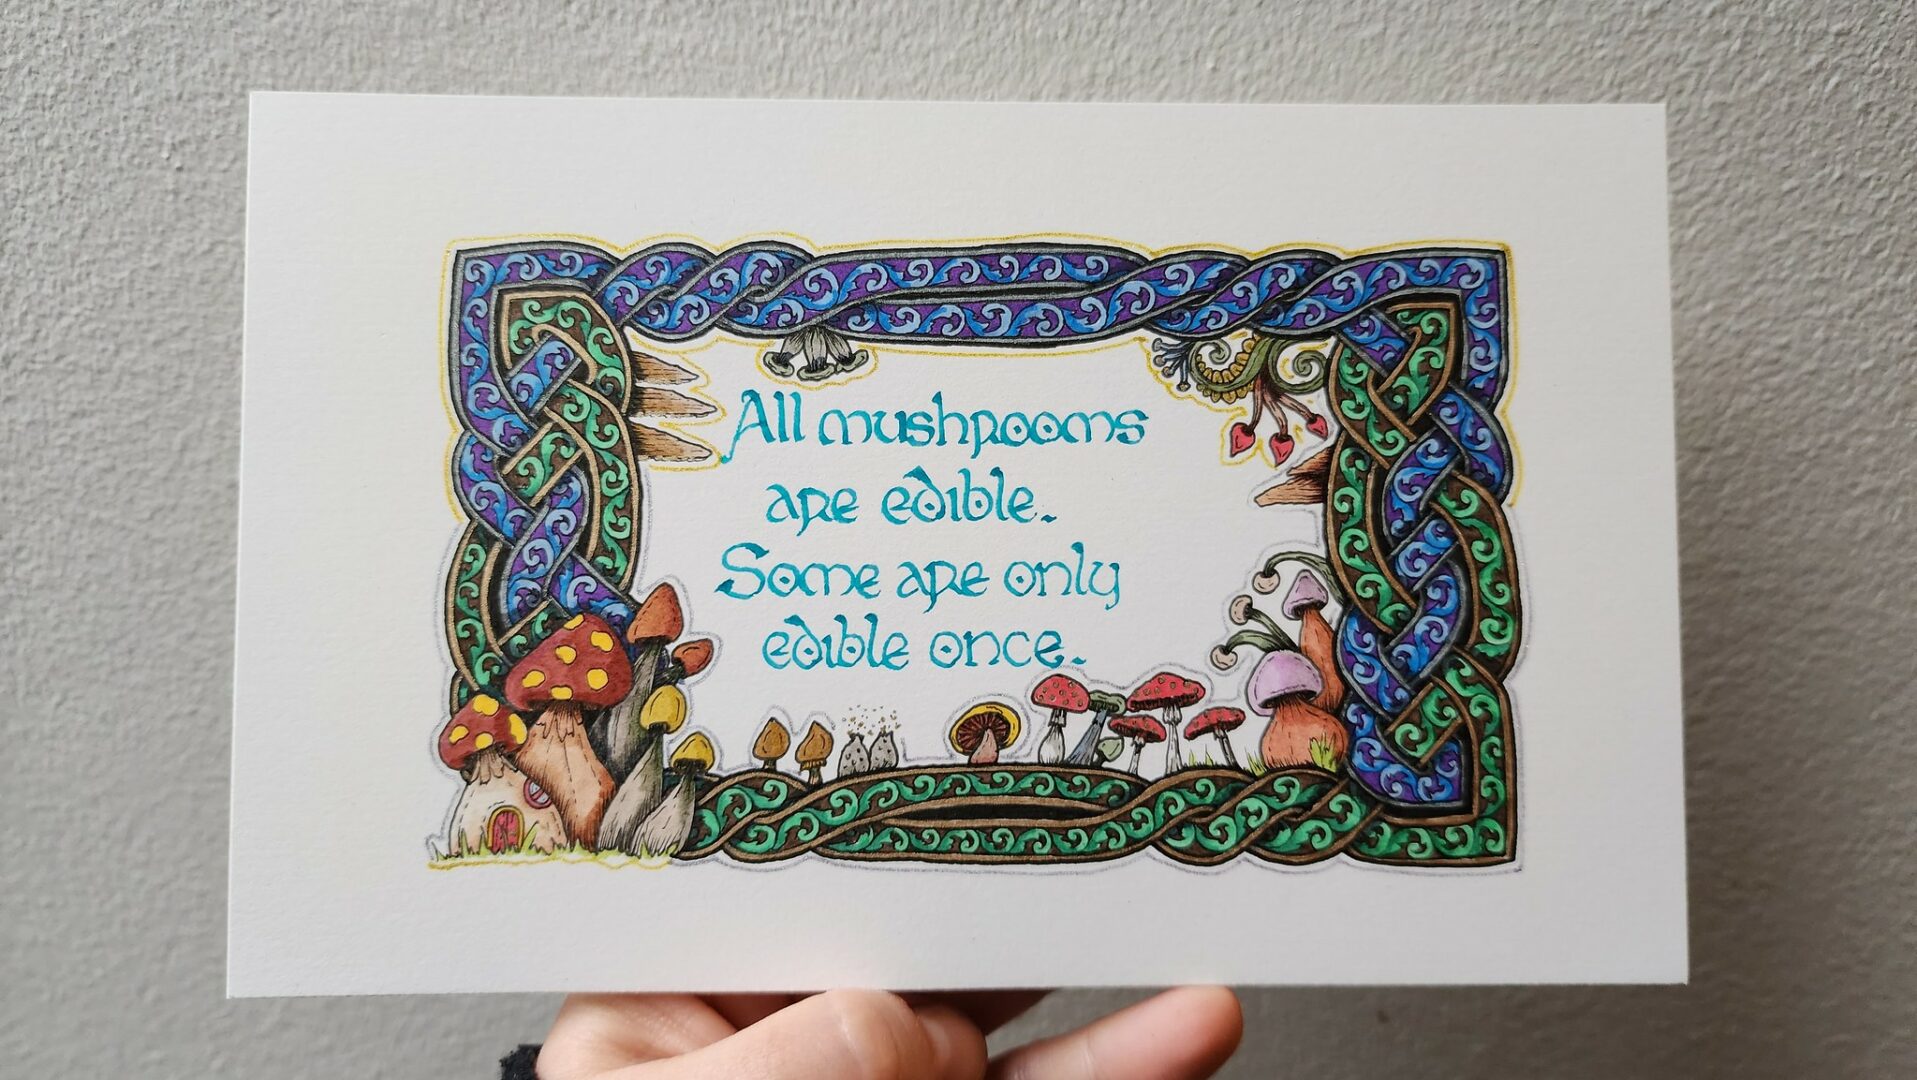 All mushrooms
are edible.
Some are only
edible once.